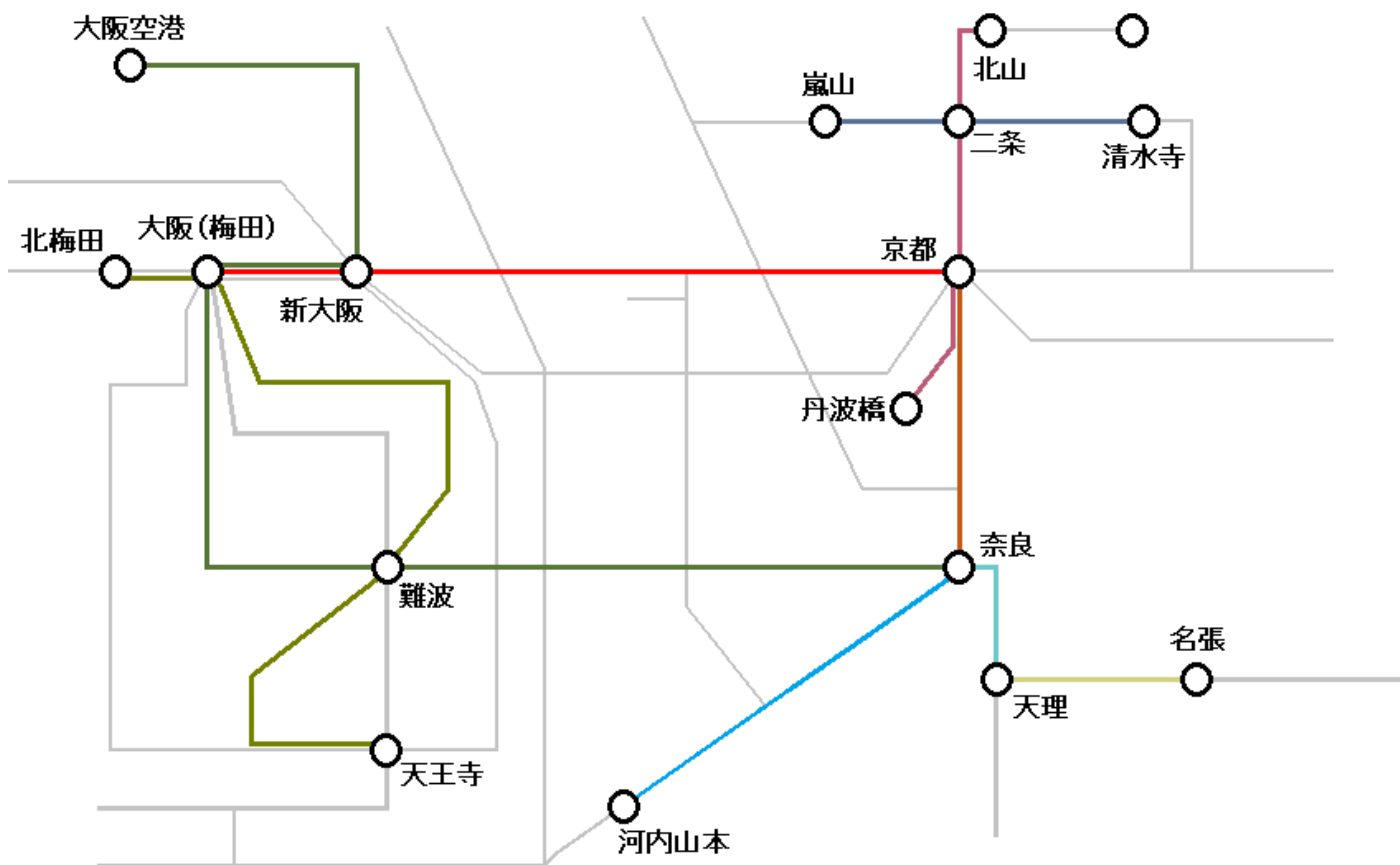 大阪空港
北山
嵐山
二条
清水寺
北梅田
大阪(梅田)
京都
新大阪
丹波橋
奈良
難波
名張
天理
天王寺
河内山本